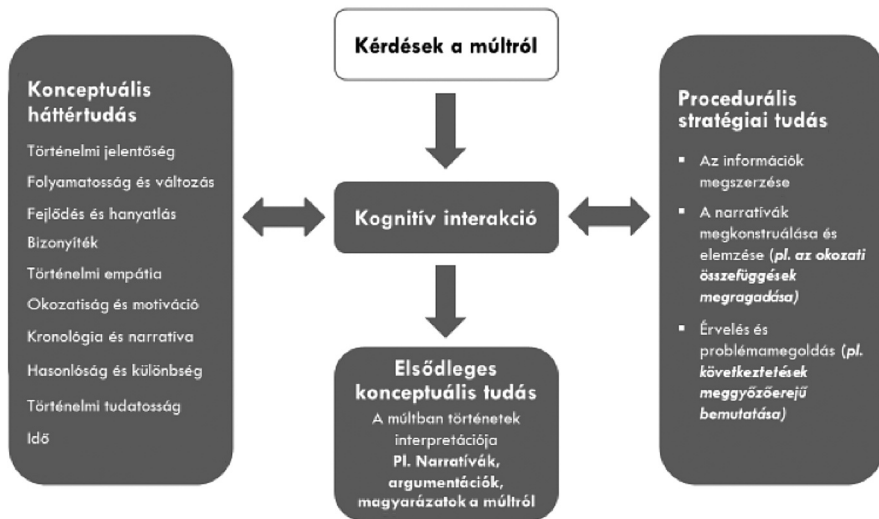 Kérdések a múltról
Konceptuális
háttértudás
Történelmi jelentőség
Folyamatosság és változás
Fejlődés és hanyatlás
Bizonyíték
Történelmi empátia
Okozatiság és motiváció
Kronológia és narratíva
Hasonlóság és különbség
Történelmi tudatosság
Idő
Kognitív interakció
Elsődleges
konceptuális tudás
A múltban történetek
interpretációja
Pl. Narratívák,
argumentációk,
magyarázatok a múltról
Procedurális
stratégiai tudás
▪ Az információk
megszerzése
▪ A narratívák
megkonstruálása és
elemzése (pl. az okozati
összefüggések
megragadása)
▪ Érvelés és
problémamegoldás (pl.
következtetések
meggyőzőerejű
bemutatása)